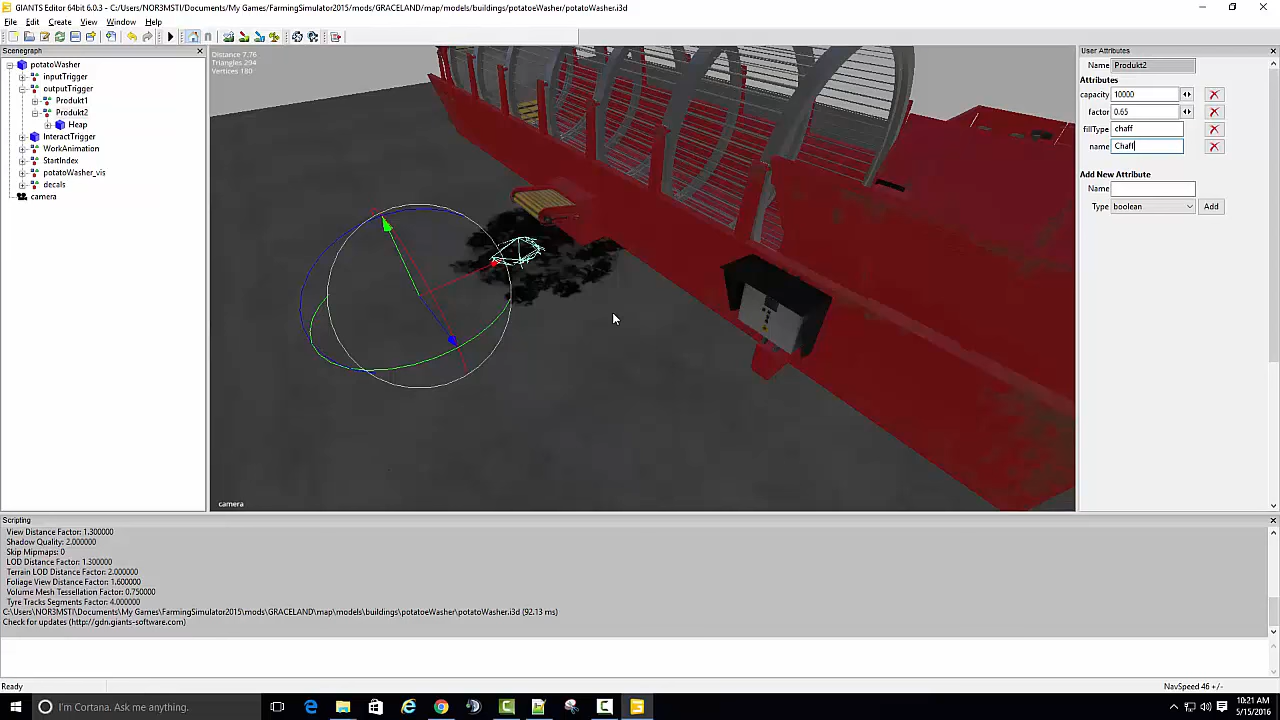 GIANTS Editor 64bit 6.0.3 - C:/Users/NOR3MSTI/Documents/My Games/FarmingSimulator2015/mods/GRACELAND/map/models/buildings/potatoeWasher/potatoWasher.i3d
File Edit Create View Window Help
Scenegraph
potatoWasher
inputTrigger
outputTrigger
Produkt1
Produkt2
Heap
InteractTrigger
WorkAnimation
StartIndex
potatoWasher_vis
decals
camera
Distance 7.76
Triangles 294
Vertices 180
camera
User Attributes
Name Produkt2
Attributes
capacity 10000
factor 0.65
fillType chaff
name Chaff
Add New Attribute
Name
Type boolean Add
Scripting
View Distance Factor: 1.300000
Shadow Quality: 2.000000
Skip Mipmaps: 0
LOD Distance Factor: 1.300000
Terrain LOD Distance Factor: 2.000000
Foliage View Distance Factor: 1.600000
Volume Mesh Tessellation Factor: 0.750000
Tyre Tracks Segments Factor: 4.000000
C:\Users\NOR3MSTI\Documents\My Games\FarmingSimulator2015\mods\GRACELAND\map\models\buildings\potatoeWasher\potatoWasher.i3d (92.13 ms)
Check for updates (http://gdn.giants-software.com)
Ready
NavSpeed 46 +/-
I'm Cortana. Ask me anything.
10:21 AM
5/15/2016